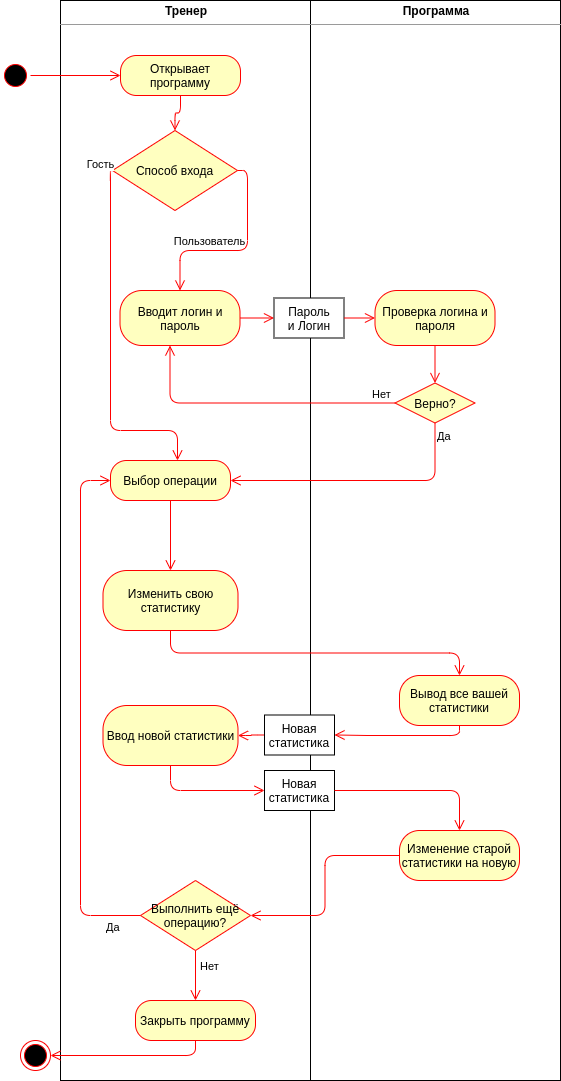 Тренер
Программа
Открывает
программу
Гость
Способ входа
Пользователь
Вводит логин и
пароль
Пароль
и Логин
Проверка логина и
пароля
Нет
Верно?
Да
Выбор операции
Изменить свою
статистику
Вывод все вашей
статистики
Ввод новой статистики
Новая
статистика
Новая
статистика
Изменение старой
статистики на новую
Выполнить ещё
операцию?
Да
Нет
Закрыть программу